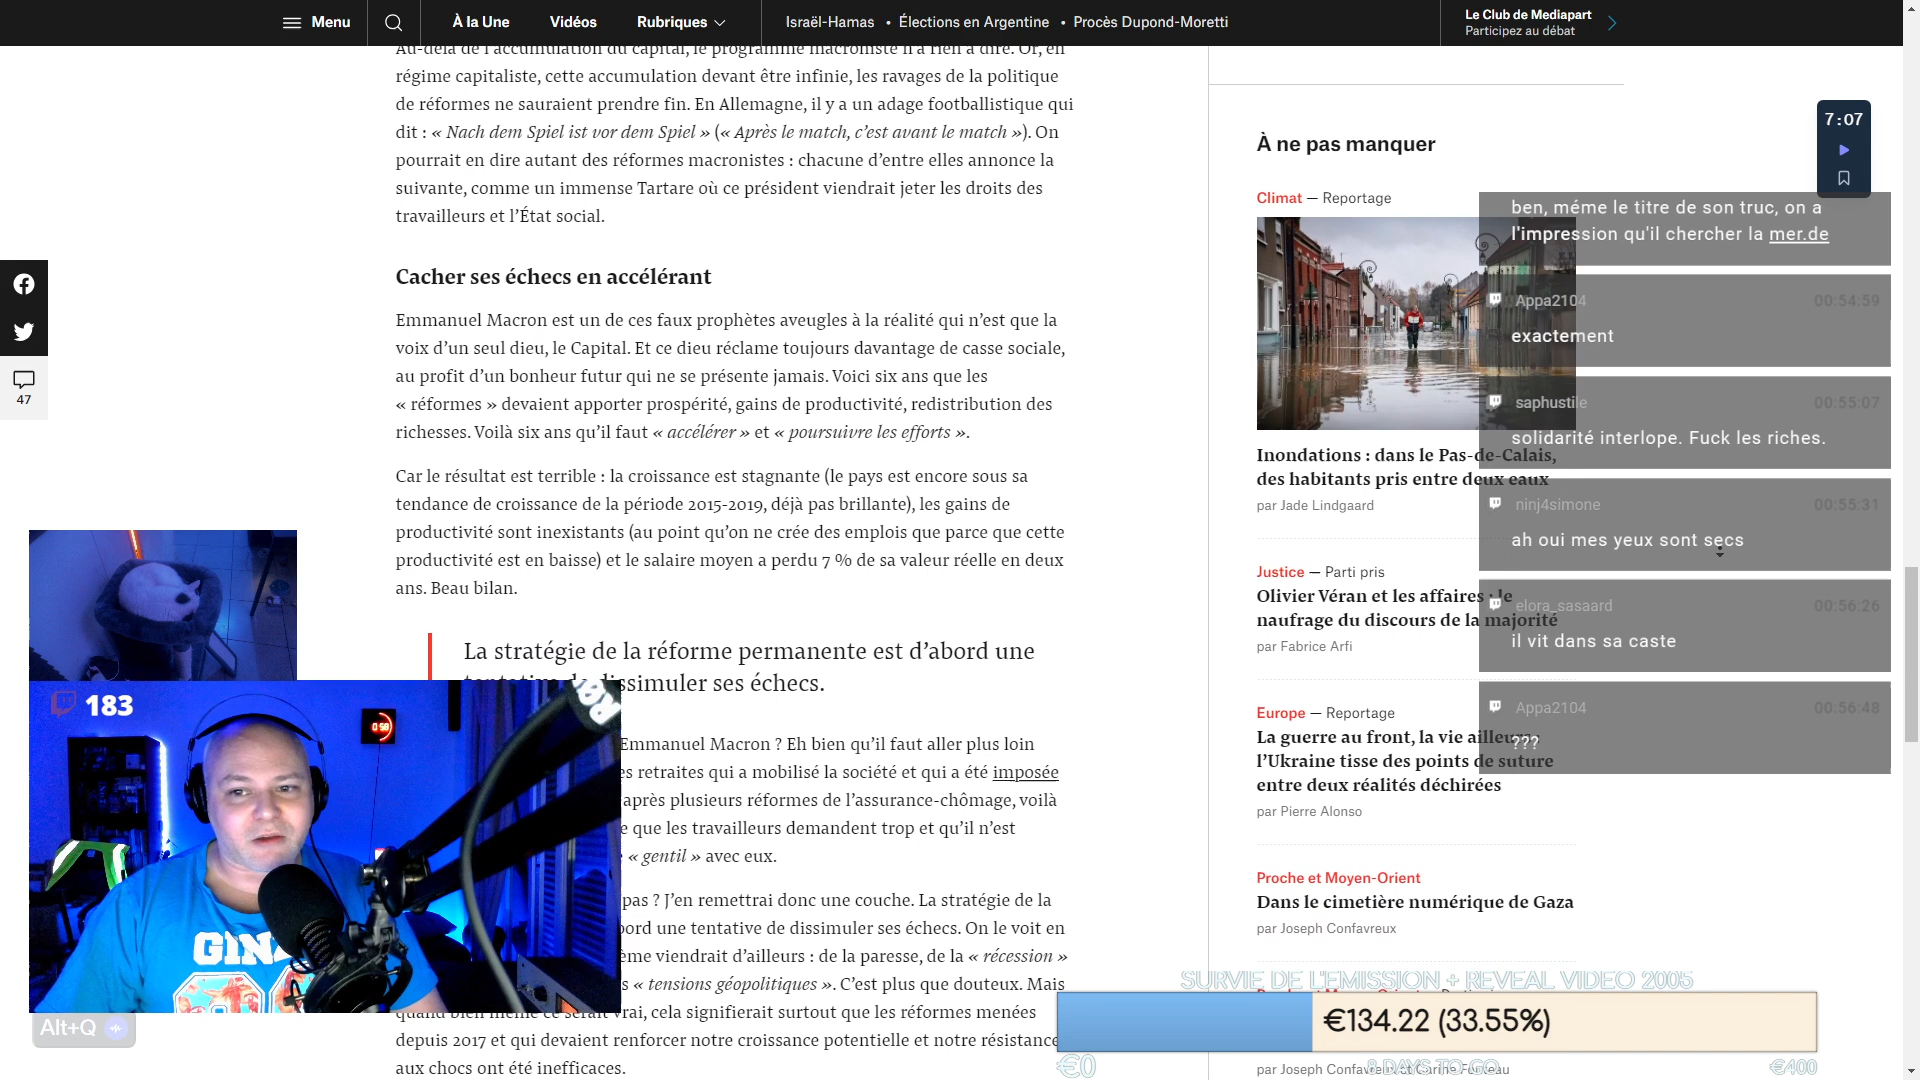 Menu
À la Une
Vidéos
Rubriques
Israël-Hamas • Élections en Argentine • Procès Dupond-Moretti
Le Club de Mediapart
Participez au débat
Au-delà de l'accumulation du capital, le programme macroniste n'a rien à dire. Or, en
régime capitaliste, cette accumulation devant être infinie, les ravages de la politique
de réformes ne sauraient prendre fin. En Allemagne, il y a un adage footballistique qui
dit : « Nach dem Spiel ist vor dem Spiel » (« Après le match, c'est avant le match »). On
pourrait en dire autant des réformes macronistes : chacune d'entre elles annonce la
suivante, comme un immense Tartare où ce président viendrait jeter les droits des
travailleurs et l'État social.
Cacher ses échecs en accélérant
Emmanuel Macron est un de ces faux prophètes aveugles à la réalité qui n'est que la
voix d'un seul dieu, le Capital. Et ce dieu réclame toujours davantage de casse sociale,
au profit d'un bonheur futur qui ne se présente jamais. Voici six ans que les
« réformes » devaient apporter prospérité, gains de productivité, redistribution des
richesses. Voilà six ans qu'il faut « accélérer » et « poursuivre les efforts ».
Car le résultat est terrible : la croissance est stagnante (le pays est encore sous sa
tendance de croissance de la période 2015-2019, déjà pas brillante), les gains de
productivité sont inexistants (au point qu'on ne crée des emplois que parce que cette
productivité est en baisse) et le salaire moyen a perdu 7 % de sa valeur réelle en deux
ans. Beau bilan.
La stratégie de la réforme permanente est d'abord une
tentative de dissimuler ses échecs.
Emmanuel Macron ? Eh bien qu'il faut aller plus loin
es retraites qui a mobilisé la société et qui a été imposée
après plusieurs réformes de l'assurance-chômage, voilà
e que les travailleurs demandent trop et qu'il n'est
« gentil » avec eux.
pas ? J'en remettrai donc une couche. La stratégie de la
bord une tentative de dissimuler ses échecs. On le voit en
ème viendrait d'ailleurs : de la paresse, de la « récession »
s « tensions géopolitiques ». C'est plus que douteux. Mais
quand bien même ce serait vrai, cela signifierait surtout que les réformes menées
depuis 2017 et qui devaient renforcer notre croissance potentielle et notre résistance
aux chocs ont été inefficaces.
47
183
GIN
Alt+Q
À ne pas manquer
Climat — Reportage
Inondations : dans le Pas-de-Calais,
des habitants pris entre deux eaux
par Jade Lindgaard
Justice — Parti pris
Olivier Véran et les affaires : le
naufrage du discours de la majorité
par Fabrice Arfi
Europe — Reportage
La guerre au front, la vie ailleurs :
l'Ukraine tisse des points de suture
entre deux réalités déchirées
par Pierre Alonso
Proche et Moyen-Orient
Dans le cimetière numérique de Gaza
par Joseph Confavreux
par Joseph Confavreux et Carine Fouteau
7:07
ben, méme le titre de son truc, on a
l'impression qu'il chercher la mer.de
Appa2104 00:54:59
exactement
saphustile 00:55:07
solidarité interlope. Fuck les riches.
ninj4simone 00:55:31
ah oui mes yeux sont secs
elora_sasaard 00:56:26
il vit dans sa caste
Appa2104 00:56:48
???
SURVIE DE L'EMISSION + REVEAL VIDEO 2005
€134.22 (33.55%)
€0
8 DAYS TO GO
€400